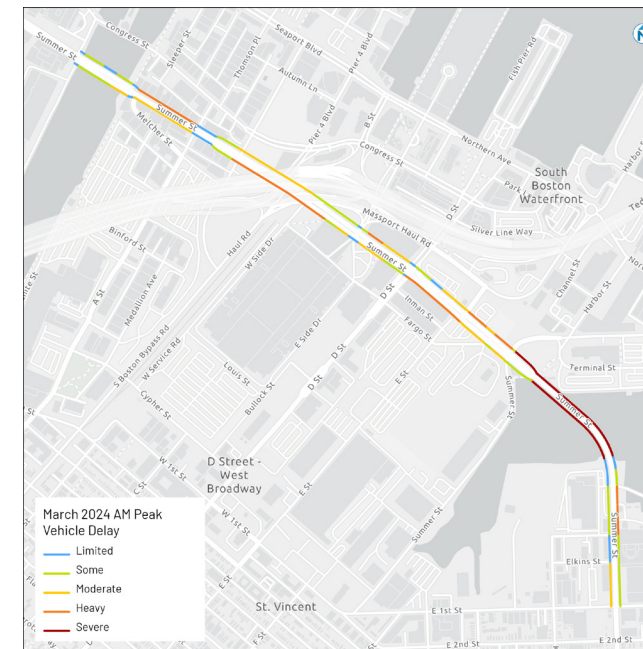 Congress St
Summer St
Sleeper St
Seaport Blvd
Thomson Pl
Pier 4 Blvd
Fish Pier Rd
Autumn Ln
Summer St
Melcher St
Pier 4 Blvd
B St
Northern Ave
Harbor
Congress St
South
Boston
Waterfront
Park L
D St
Massport Haul Rd
Silver Line Way
Ted
Binford St
Haul Rd
W Side Dr
Summer St
Channel St
Harbor St
Medallion Ave
A St
D St
Inman St
Fargo St
E Side Dr
S Boston Bypass Rd
W Service Rd
D St
Louis St
Bullock St
D St
E St
Summer St
Terminal St
Summer St
Cypher St
W 1st St
D Street -
West
Broadway
C St
E St
W 1st St
Summer St
Summer St
March 2024 AM Peak
Vehicle Delay
Limited
Some
Moderate
Heavy
Severe
Elkins St
E St
St. Vincent
E 1st St
F St
E 2nd St
E 2nd St